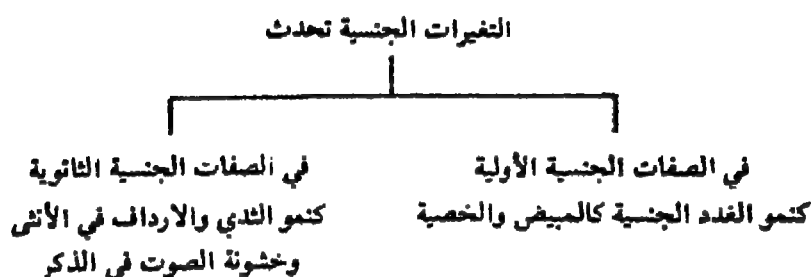 التغيرات الجنسية تحدث
في الصفات الجنسية الأولية
كنمو الغدد الجنسية كالمبيض والخصية
في الصفات الجنسية الثانوية
كنمو الثدي والارداف في الأنثى
وخشونة الصوت في الذكر